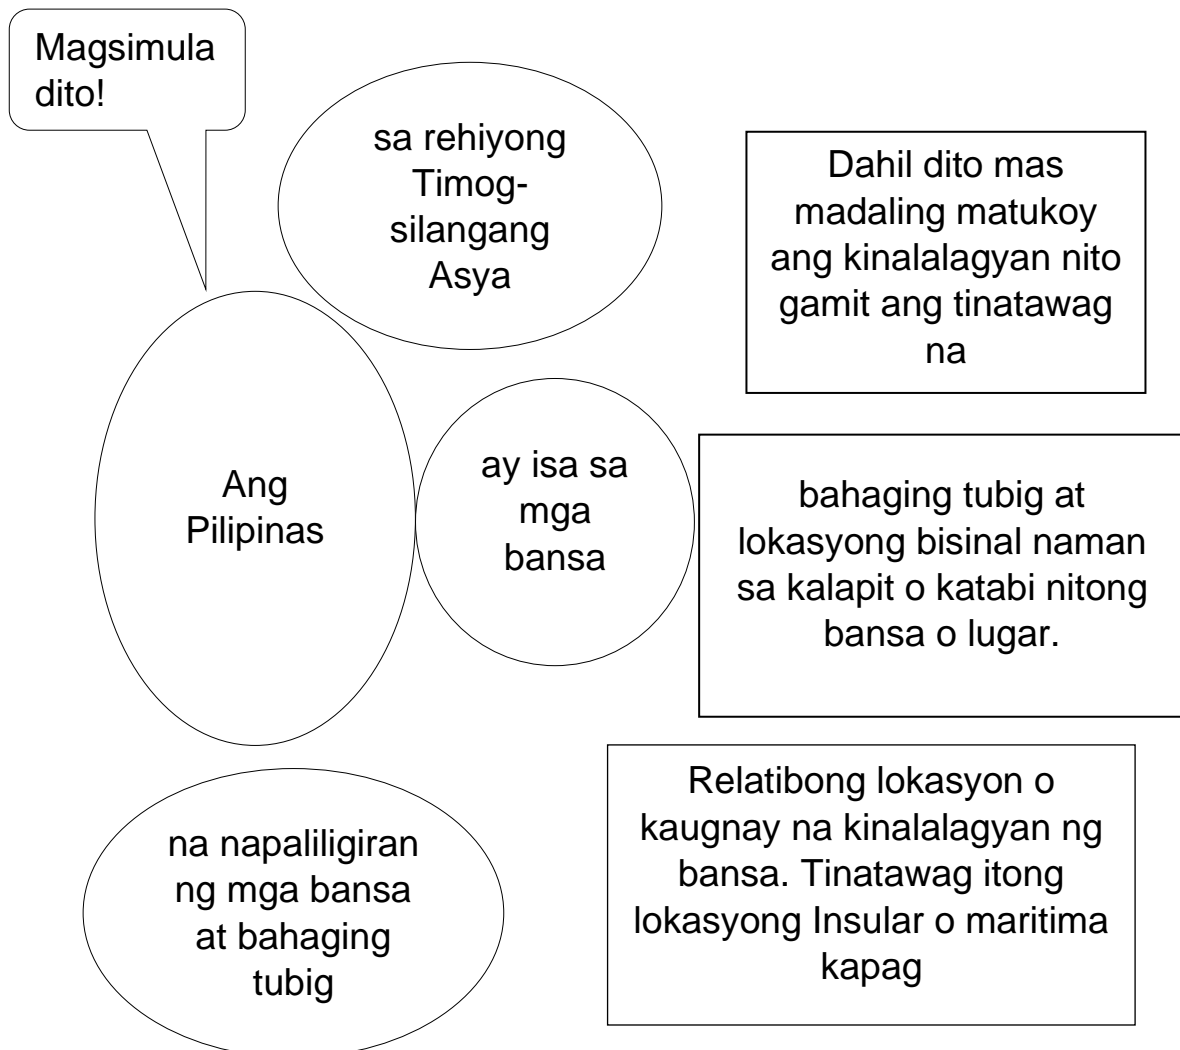 Magsimula
dito!
sa rehiyong
Timog-
silangang
Asya
Dahil dito mas
madaling matukoy
ang kinalalagyan nito
gamit ang tinatawag
na
Ang
Pilipinas
ay isa sa
mga
bansa
bahaging tubig at
lokasyong bisinal naman
sa kalapit o katabi nitong
bansa o lugar.
na napaliligiran
ng mga bansa
at bahaging
tubig
Relatibong lokasyon o
kaugnay na kinalalagyan ng
bansa. Tinatawag itong
lokasyong Insular o maritima
kapag